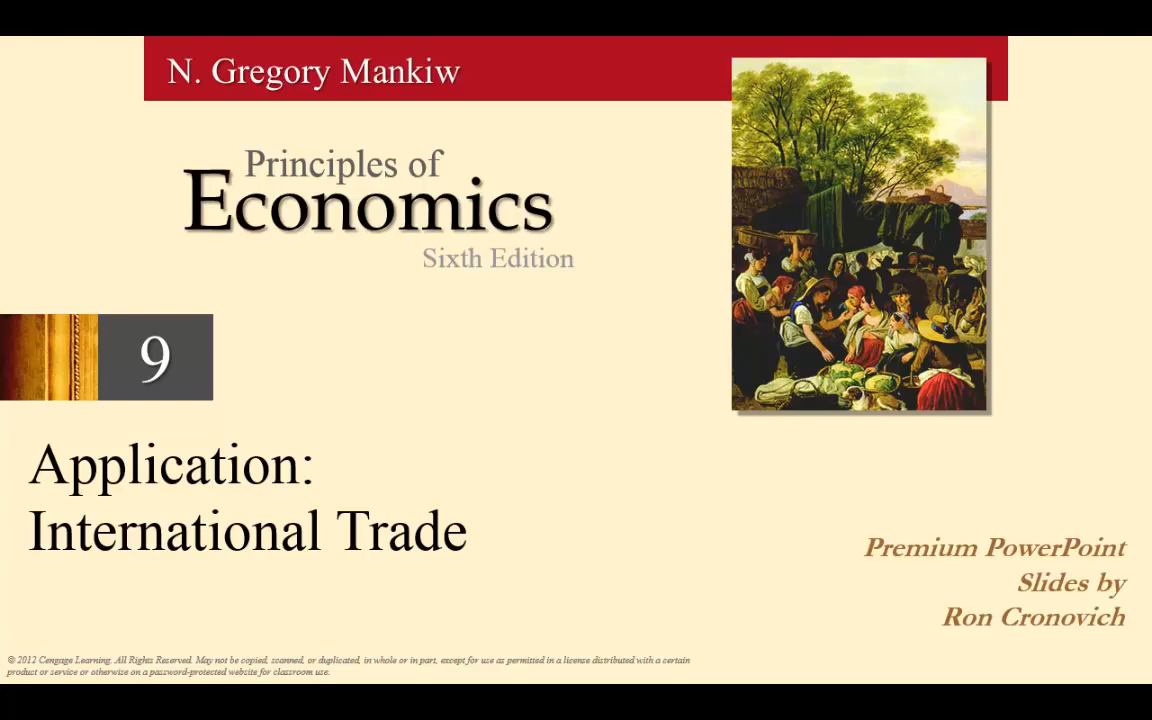 N. Gregory Mankiw
Principles of
Economics
Sixth Edition
9
Application:
International Trade
Premium PowerPoint
Slides by
Ron Cronovich
© 2012 Cengage Learning. All Rights Reserved. May not be copied, scanned, or duplicated, in whole or in part, except for use as permitted in a license distributed with a certain
product or service or otherwise on a password-protected website for classroom use.